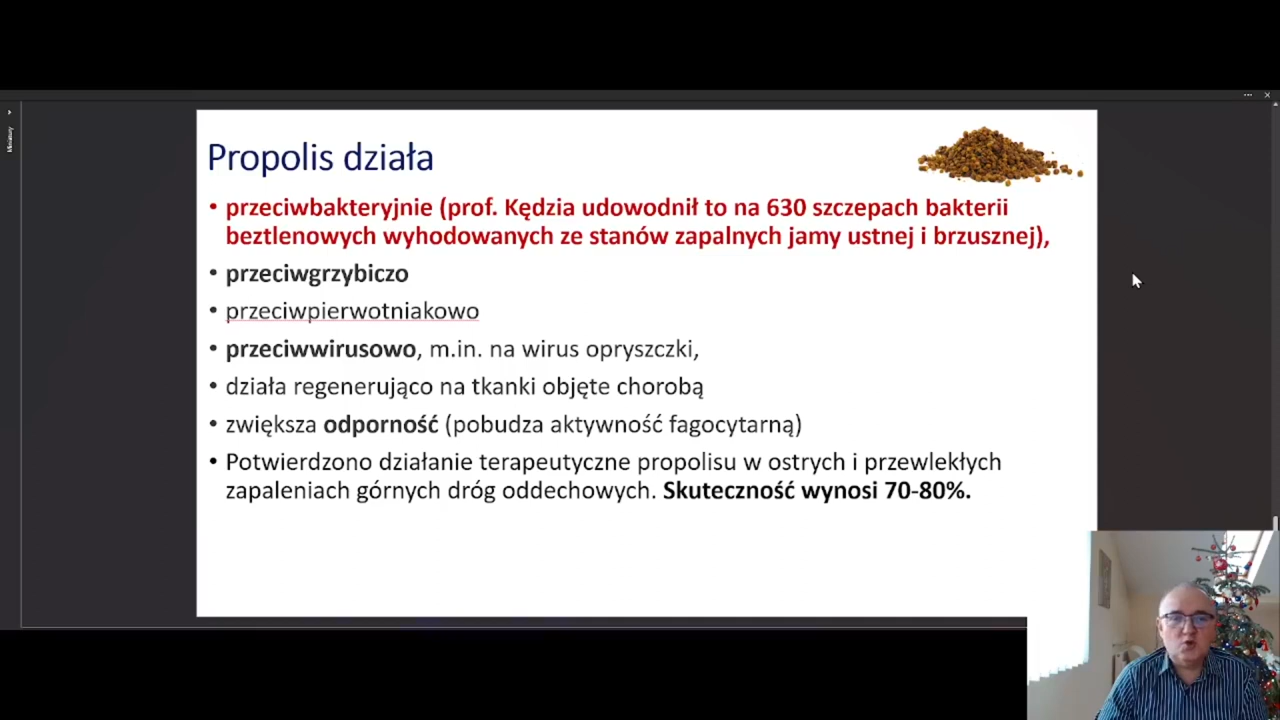 Miniatury
Propolis działa
• przeciwbakteryjnie (prof. Kędzia udowodnił to na 630 szczepach bakterii
beztlenowych wyhodowanych ze stanów zapalnych jamy ustnej i brzusznej),
• przeciwgrzybiczo
• przeciwpierwotniakowo
• przeciwwirusowo, m.in. na wirus opryszczki,
• działa regenerująco na tkanki objęte chorobą
• zwiększa odporność (pobudza aktywność fagocytarną)
• Potwierdzono działanie terapeutyczne propolisu w ostrych i przewlekłych
zapaleniach górnych dróg oddechowych. Skuteczność wynosi 70-80%.